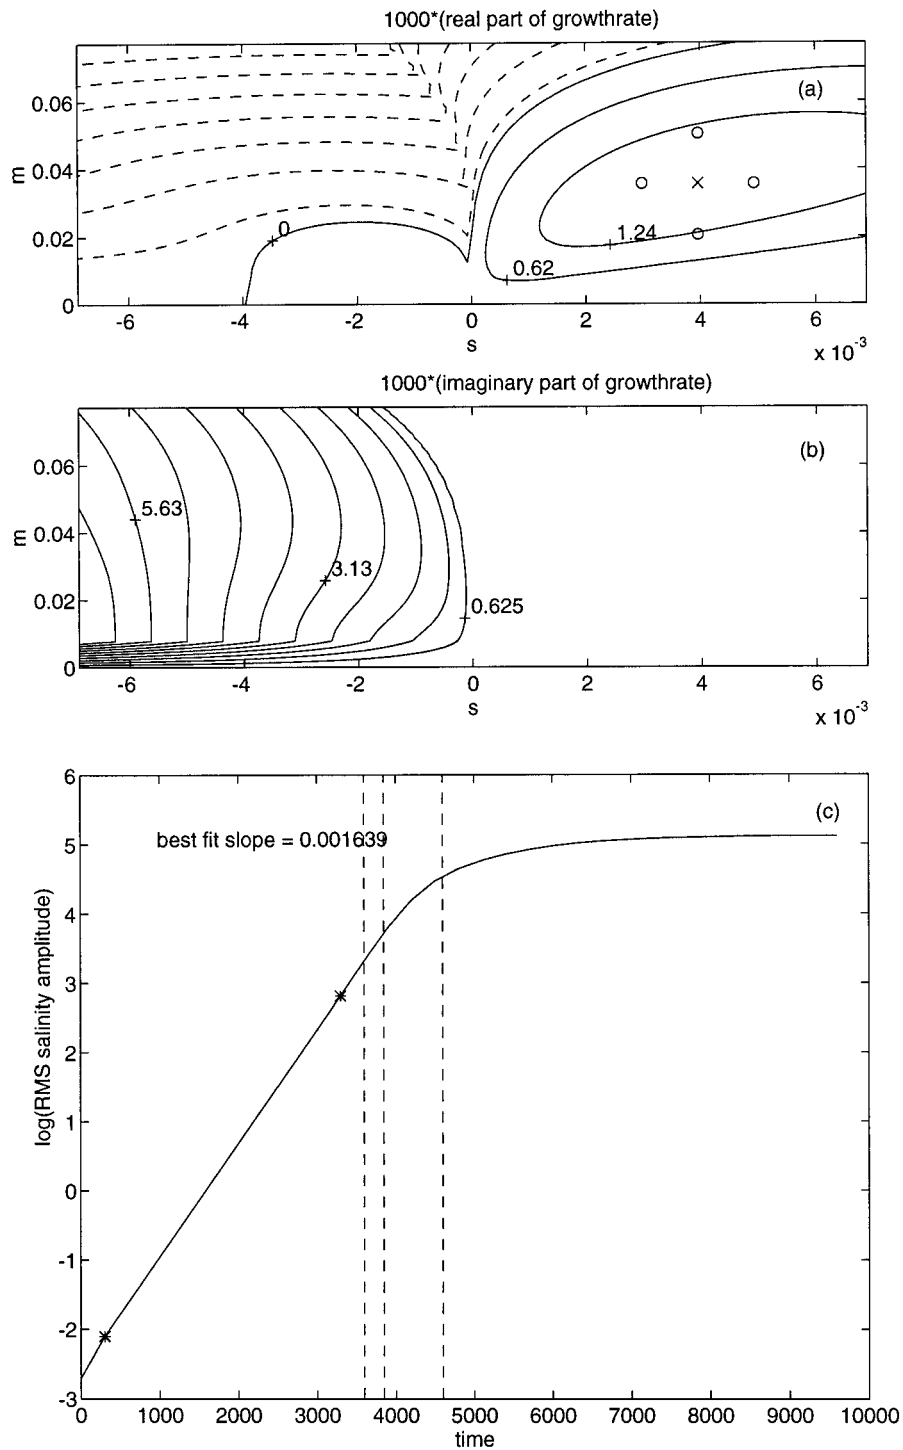 1000*(real part of growthrate)
(a)
0.06
0.04
0.02
0
m
0
1.24
0.62
-6 -4 -2 0 2 4 6
s
x 10-3
1000*(imaginary part of growthrate)
(b)
0.06
0.04
0.02
0
m
5.63
3.13
0.625
-6 -4 -2 0 2 4 6
s
x 10-3
(c)
best fit slope = 0.001639
log(RMS salinity amplitude)
6
5
4
3
2
1
0
-1
-2
-3
0 1000 2000 3000 4000 5000 6000 7000 8000 9000 10000
time